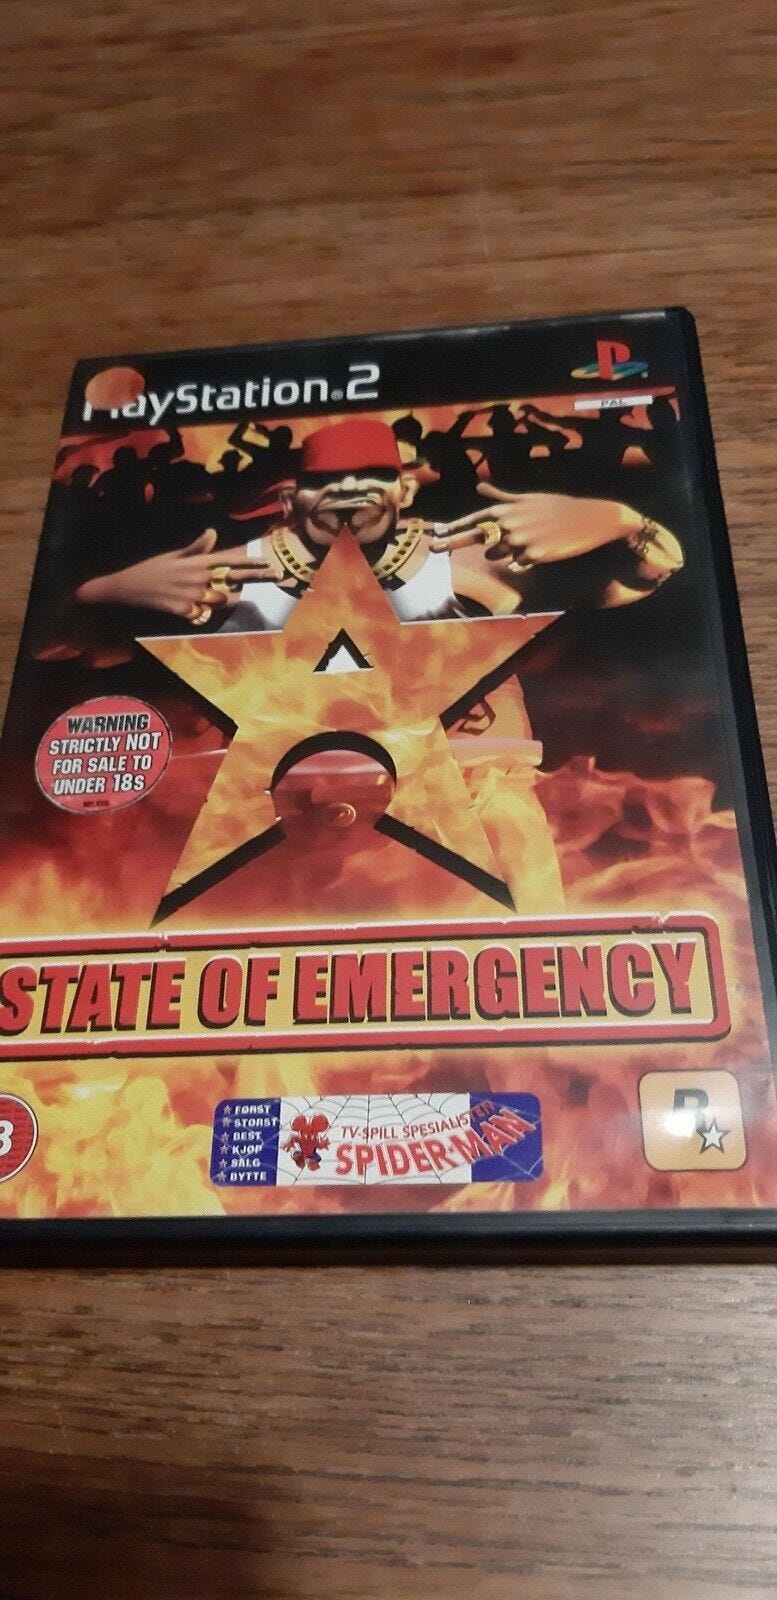 PlayStation.2
PAL
WARNING
STRICTLY NOT
FOR SALE TO
UNDER 18s
STATE OF EMERGENCY
FØRST
STØRST
BEST
KJØP
SALG
BYTTE
TV-SPILL SPESIALISTEN
SPIDER-MAN
R